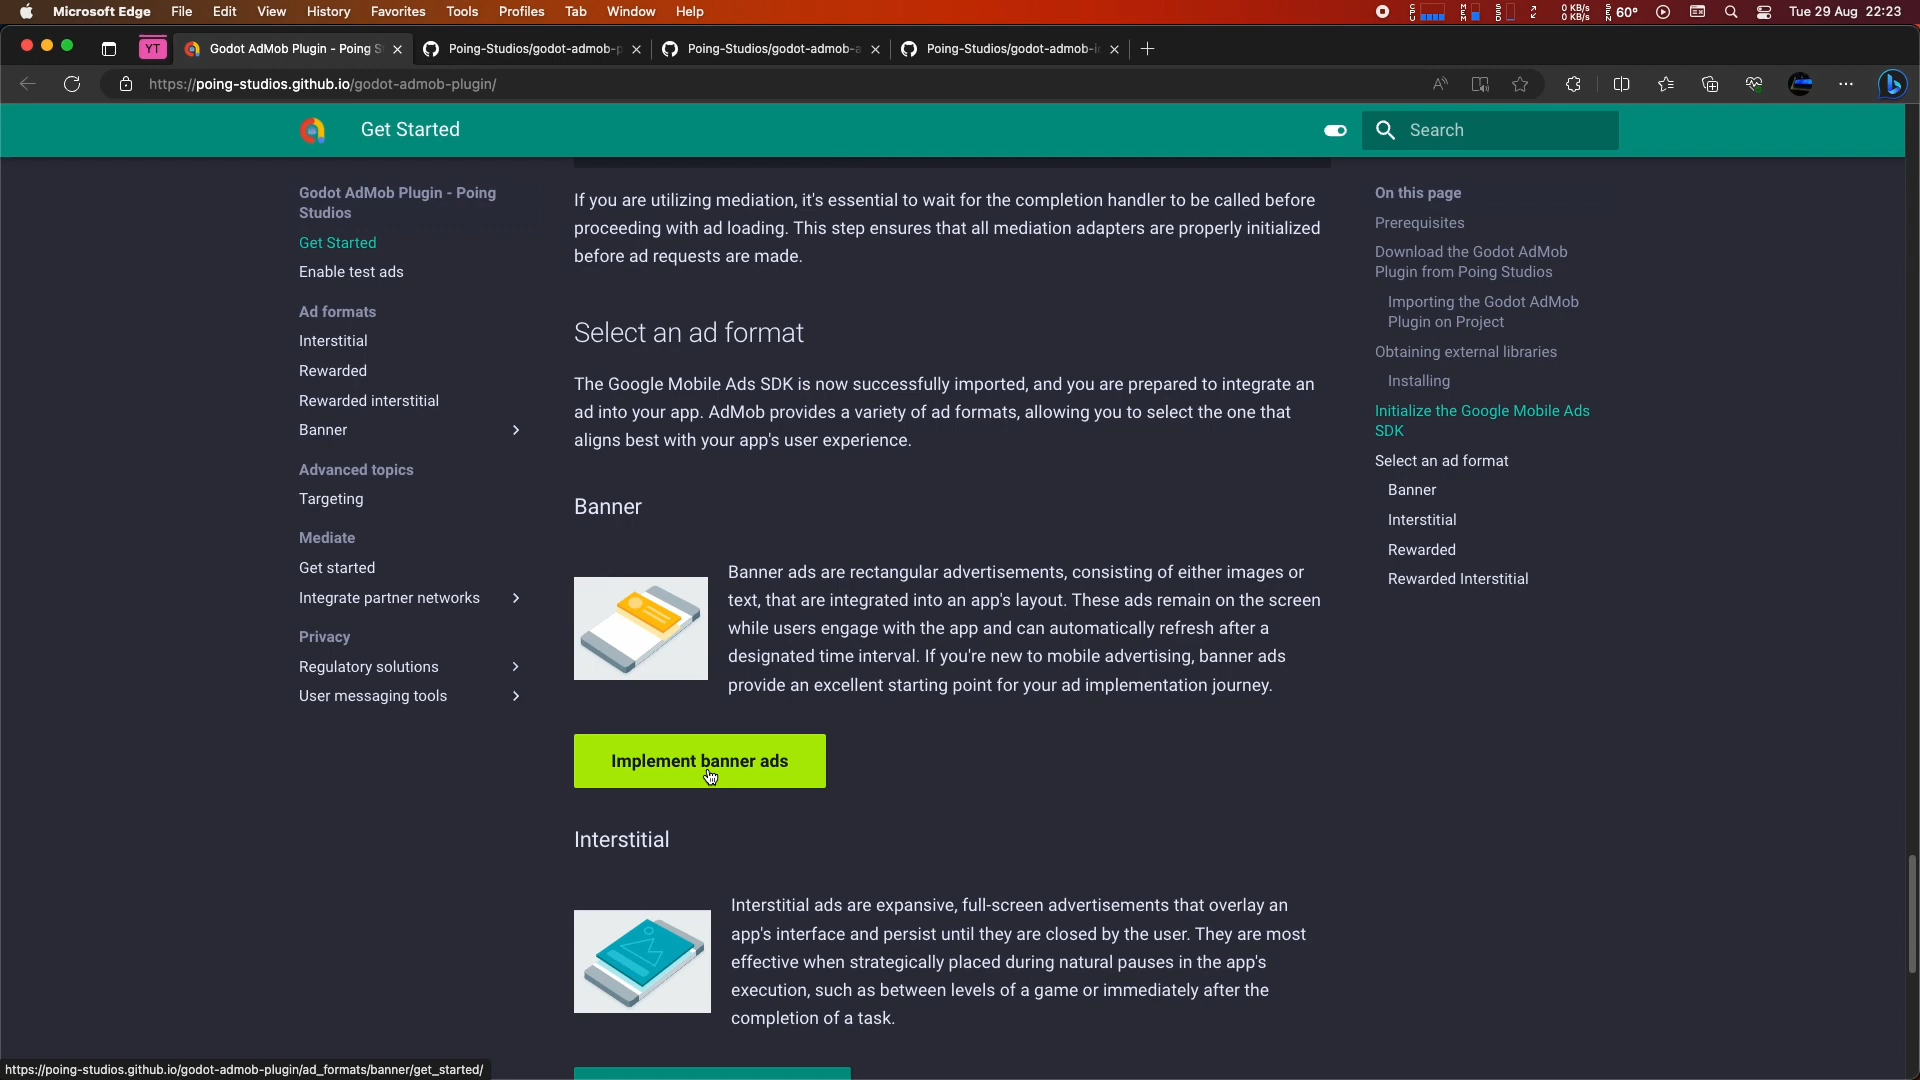 Microsoft Edge File Edit View History Favorites Tools Profiles Tab Window Help
0 KB/s
0 KB/s
60° Tue 29 Aug 22:23
YT Godot AdMob Plugin - Poing S Poing-Studios/godot-admob-p Poing-Studios/godot-admob-a Poing-Studios/godot-admob-i
https://poing-studios.github.io/godot-admob-plugin/
Get Started
Search
Godot AdMob Plugin - Poing
Studios
Get Started
Enable test ads
Ad formats
Interstitial
Rewarded
Rewarded interstitial
Banner
Advanced topics
Targeting
Mediate
Get started
Integrate partner networks
Privacy
Regulatory solutions
User messaging tools
If you are utilizing mediation, it's essential to wait for the completion handler to be called before
proceeding with ad loading. This step ensures that all mediation adapters are properly initialized
before ad requests are made.
Select an ad format
The Google Mobile Ads SDK is now successfully imported, and you are prepared to integrate an
ad into your app. AdMob provides a variety of ad formats, allowing you to select the one that
aligns best with your app's user experience.
Banner
Banner ads are rectangular advertisements, consisting of either images or
text, that are integrated into an app's layout. These ads remain on the screen
while users engage with the app and can automatically refresh after a
designated time interval. If you're new to mobile advertising, banner ads
provide an excellent starting point for your ad implementation journey.
Implement banner ads
Interstitial
Interstitial ads are expansive, full-screen advertisements that overlay an
app's interface and persist until they are closed by the user. They are most
effective when strategically placed during natural pauses in the app's
execution, such as between levels of a game or immediately after the
completion of a task.
On this page
Prerequisites
Download the Godot AdMob
Plugin from Poing Studios
Importing the Godot AdMob
Plugin on Project
Obtaining external libraries
Installing
Initialize the Google Mobile Ads
SDK
Select an ad format
Banner
Interstitial
Rewarded
Rewarded Interstitial
https://poing-studios.github.io/godot-admob-plugin/ad_formats/banner/get_started/